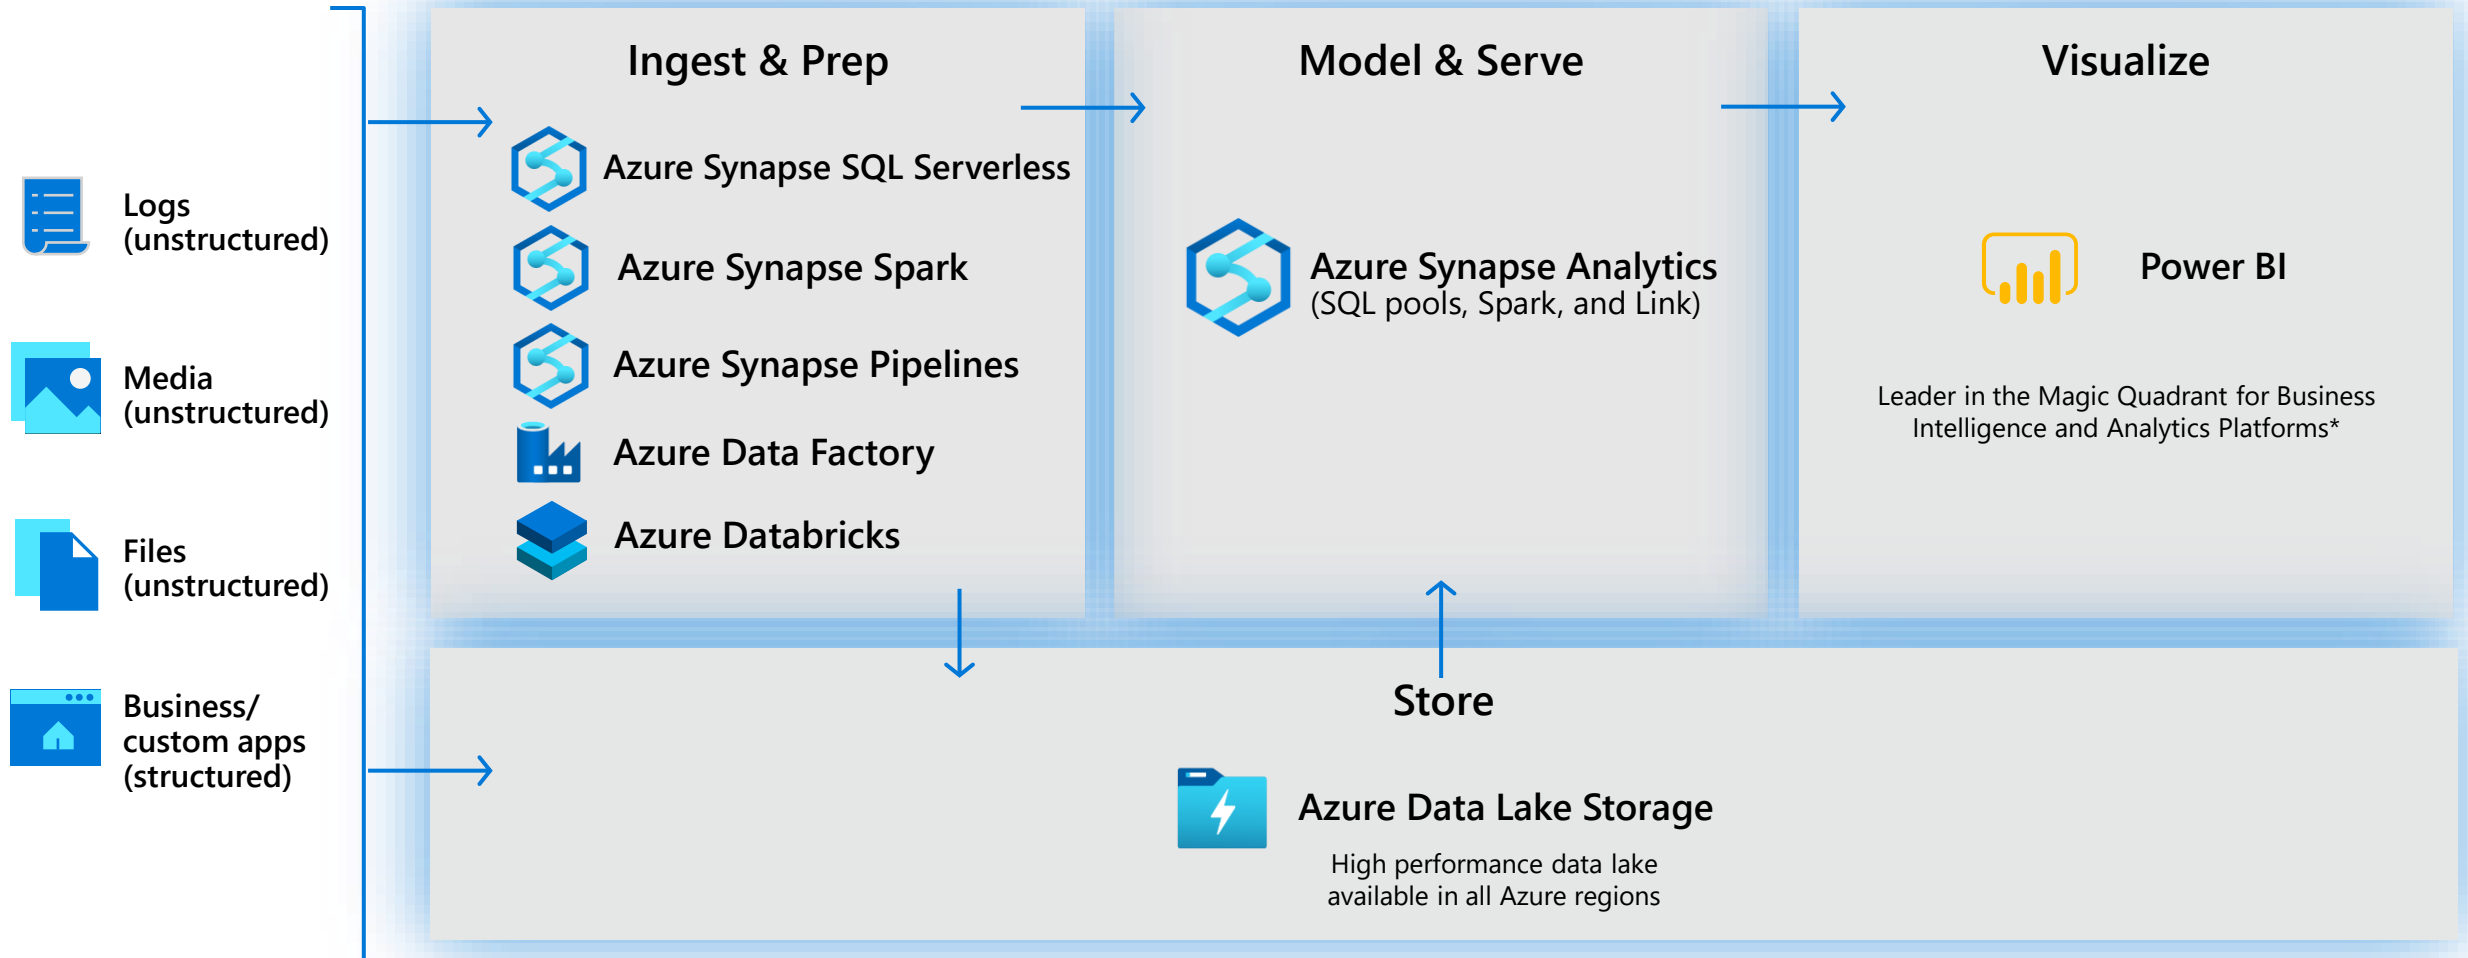 Logs
(unstructured)
Media
(unstructured)
Files
(unstructured)
Business/
custom apps
(structured)
Ingest & Prep
Azure Synapse SQL Serverless
Azure Synapse Spark
Azure Synapse Pipelines
Azure Data Factory
Azure Databricks
Model & Serve
Azure Synapse Analytics
(SQL pools, Spark, and Link)
Visualize
Power BI
Leader in the Magic Quadrant for Business
Intelligence and Analytics Platforms*
Store
Azure Data Lake Storage
High performance data lake
available in all Azure regions